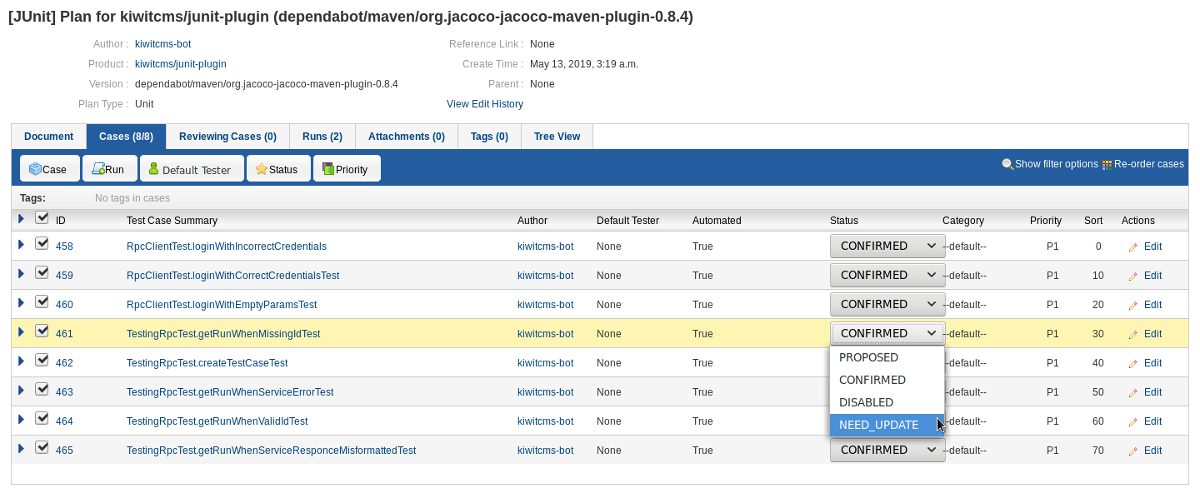 [JUnit] Plan for kiwitcms/junit-plugin (dependabot/maven/org.jacoco-jacoco-maven-plugin-0.8.4)
Author : kiwitcms-bot Reference Link : None
Product : kiwitcms/junit-plugin Create Time : May 13, 2019, 3:19 a.m.
Version : dependabot/maven/org.jacoco-jacoco-maven-plugin-0.8.4 Parent : None
Plan Type : Unit View Edit History
Document Cases (8/8) Reviewing Cases (0) Runs (2) Attachments (0) Tags (0) Tree View
Case Run Default Tester Status Priority Show filter options Re-order cases
Tags: No tags in cases
ID Test Case Summary Author Default Tester Automated Status Category Priority Sort Actions
458 RpcClientTest.loginWithIncorrectCredentials kiwitcms-bot None True CONFIRMED --default-- P1 0 Edit
459 RpcClientTest.loginWithCorrectCredentialsTest kiwitcms-bot None True CONFIRMED --default-- P1 10 Edit
460 RpcClientTest.loginWithEmptyParamsTest kiwitcms-bot None True CONFIRMED --default-- P1 20 Edit
461 TestingRpcTest.getRunWhenMissingIdTest kiwitcms-bot None True CONFIRMED --default-- P1 30 Edit
PROPOSED
462 TestingRpcTest.createTestCaseTest kiwitcms-bot None True --default-- P1 40 Edit
CONFIRMED
463 TestingRpcTest.getRunWhenServiceErrorTest kiwitcms-bot None True --default-- P1 50 Edit
DISABLED
464 TestingRpcTest.getRunWhenValidIdTest kiwitcms-bot None True --default-- P1 60 Edit
NEED_UPDATE
465 TestingRpcTest.getRunWhenServiceResponceMisformattedTest kiwitcms-bot None True CONFIRMED --default-- P1 70 Edit